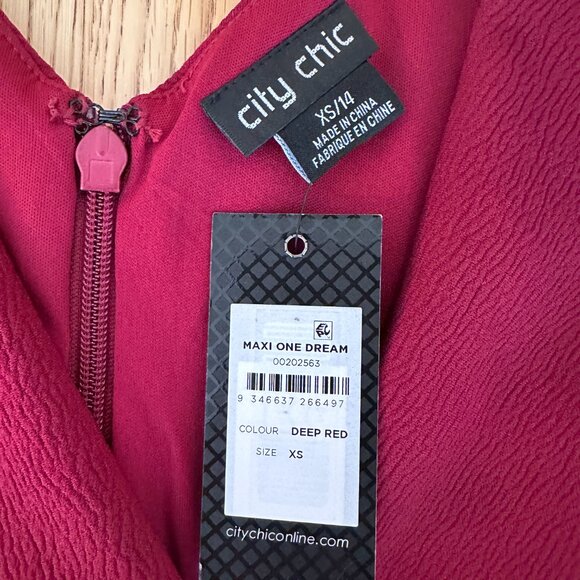 city chic
XS/14
MADE IN CHINA
FABRIQUE EN CHINE
MAXI ONE DREAM
00202563
9 346637 266497
COLOUR DEEP RED
SIZE XS
citychiconline.com